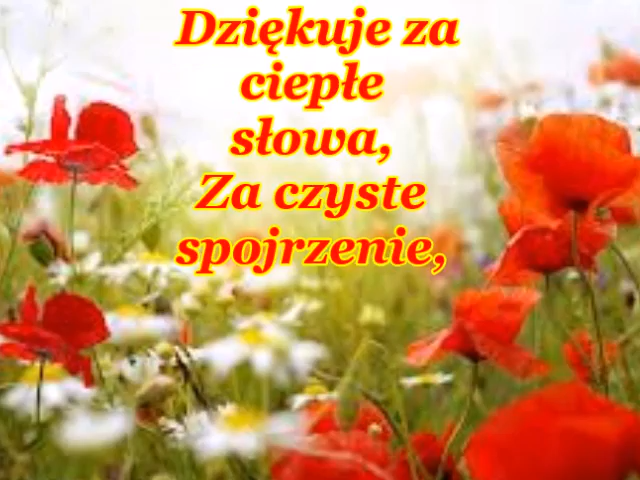 Dziękuje za
ciepłe
słowa,
Za czyste
spojrzenie,